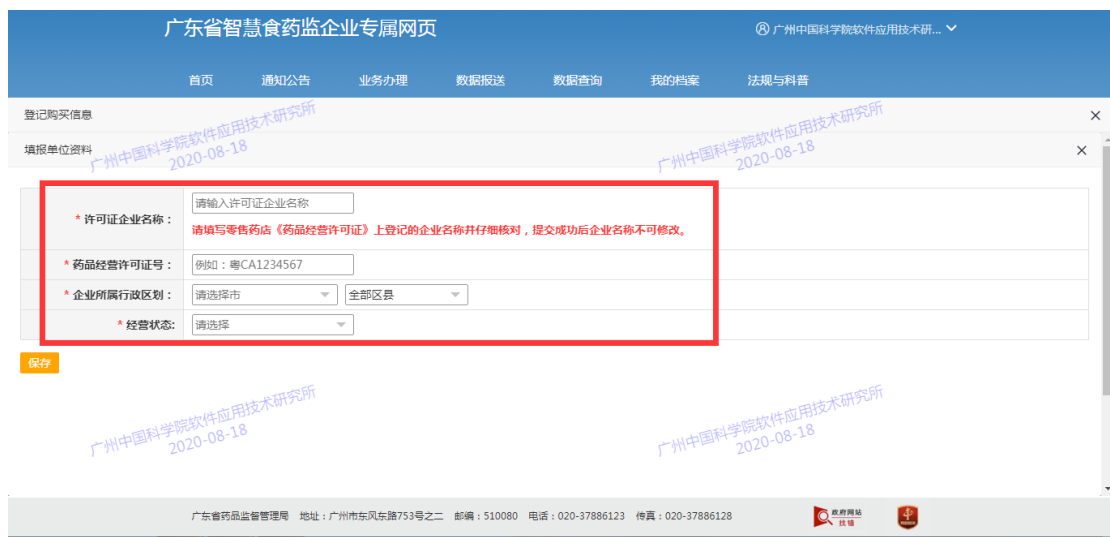 广东省智慧食药监企业专属网页
广州中国科学院软件应用技术研...
首页 通知公告 业务办理 数据报送 数据查询 我的档案 法规与科普
登记购买信息
填报单位资料
广州中国科学院软件应用技术研究所
2020-08-18
广州中国科学院软件应用技术研究所
2020-08-18
* 许可证企业名称： 请输入许可证企业名称
请填写零售药店《药品经营许可证》上登记的企业名称并仔细核对，提交成功后企业名称不可修改。
* 药品经营许可证号： 例如：粤CA1234567
* 企业所属行政区划： 请选择市 全部区县
* 经营状态: 请选择
保存
广州中国科学院软件应用技术研究所
2020-08-18
广州中国科学院软件应用技术研究所
2020-08-18
广东省药品监督管理局 地址：广州市东风东路753号之二 邮编：510080 电话：020-37886123 传真：020-37886128
政府网站
找错